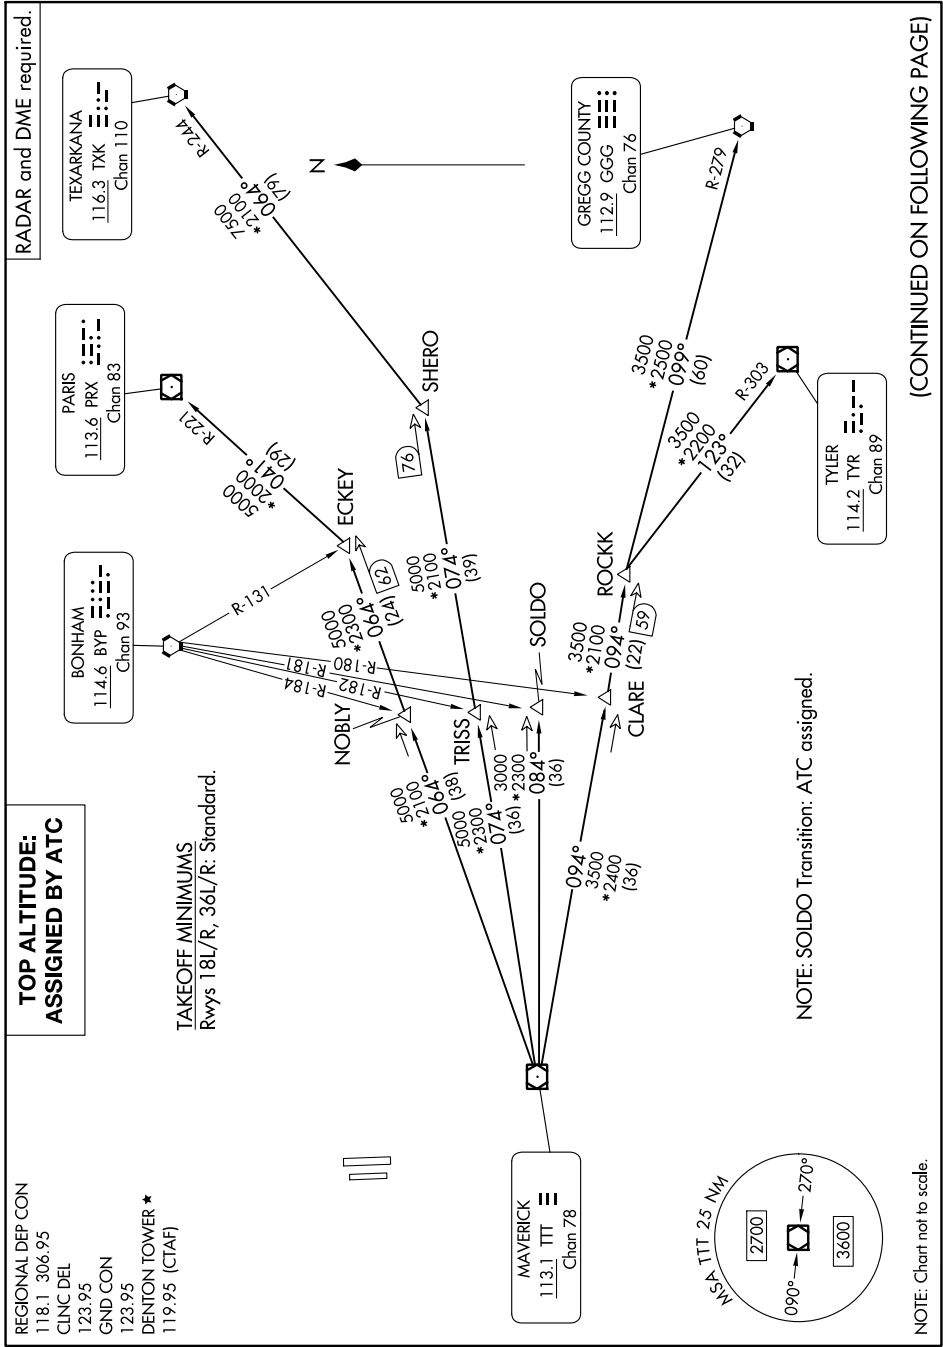 REGIONAL DEP CON
118.1 306.95
CLNC DEL
123.95
GND CON
123.95
DENTON TOWER ★
119.95 (CTAF)
TOP ALTITUDE:
ASSIGNED BY ATC
RADAR and DME required.
TAKEOFF MINIMUMS
Rwys 18L/R, 36L/R: Standard.
BONHAM
114.6 BYP
Chan 93
PARIS
113.6 PRX
Chan 83
TEXARKANA
116.3 TXK
Chan 110
R-131
R-184
R-182
R-181
R-180
R-221
5000
*2000
041°
(29)
R-244
7500
*2100
064°
(79)
N
ECKEY
62
5000
*2300
064°
(24)
NOBLY
5000
*2100
064°
(38)
SHERO
76
5000
*2100
074°
(39)
TRISS
5000
*2300
074°
(36)
SOLDO
3000
*2300
084°
(36)
ROCKK
59
3500
*2100
094°
(22)
CLARE
094°
3500
*2400
(36)
3500
*2500
099°
(60)
R-279
3500
*2200
123°
(32)
R-303
GREGG COUNTY
112.9 GGG
Chan 76
TYLER
114.2 TYR
Chan 89
MAVERICK
113.1 TTT
Chan 78
MSA TTT 25 NM
2700
090°
270°
3600
NOTE: SOLDO Transition: ATC assigned.
NOTE: Chart not to scale.
(CONTINUED ON FOLLOWING PAGE)